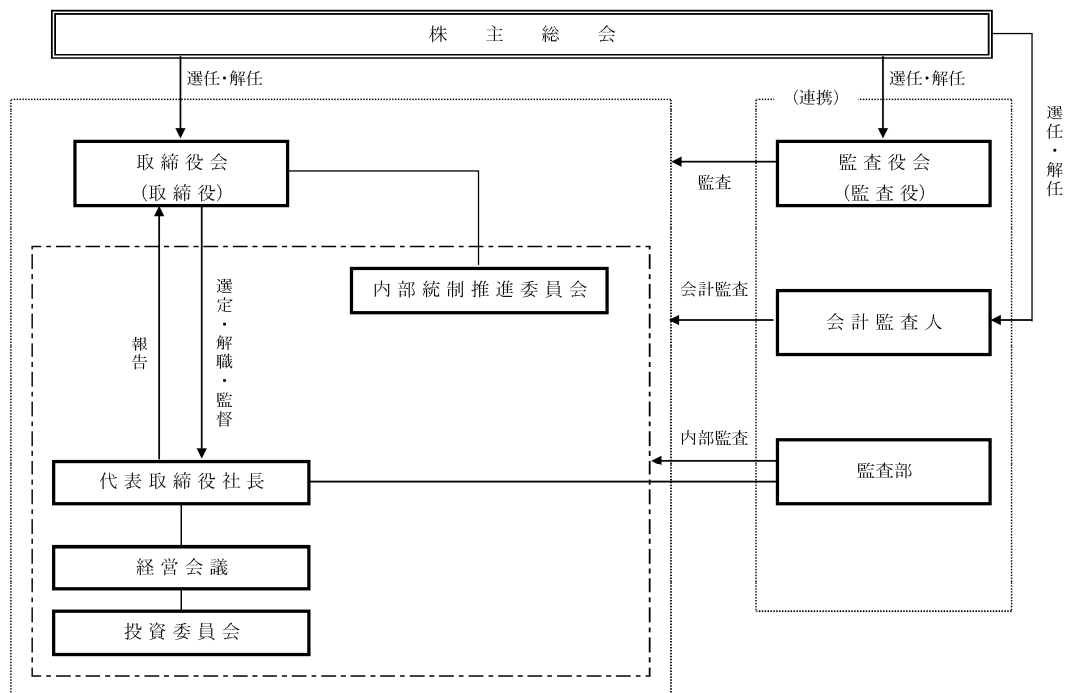 株主総会
選任・解任
選任・解任
（連携）
選任・解任
取締役会
（取締役）
監査役会
（監査役）
監査
内部統制推進委員会
選定・解職・監督
報告
会計監査
会計監査人
内部監査
監査部
代表取締役社長
経営会議
投資委員会